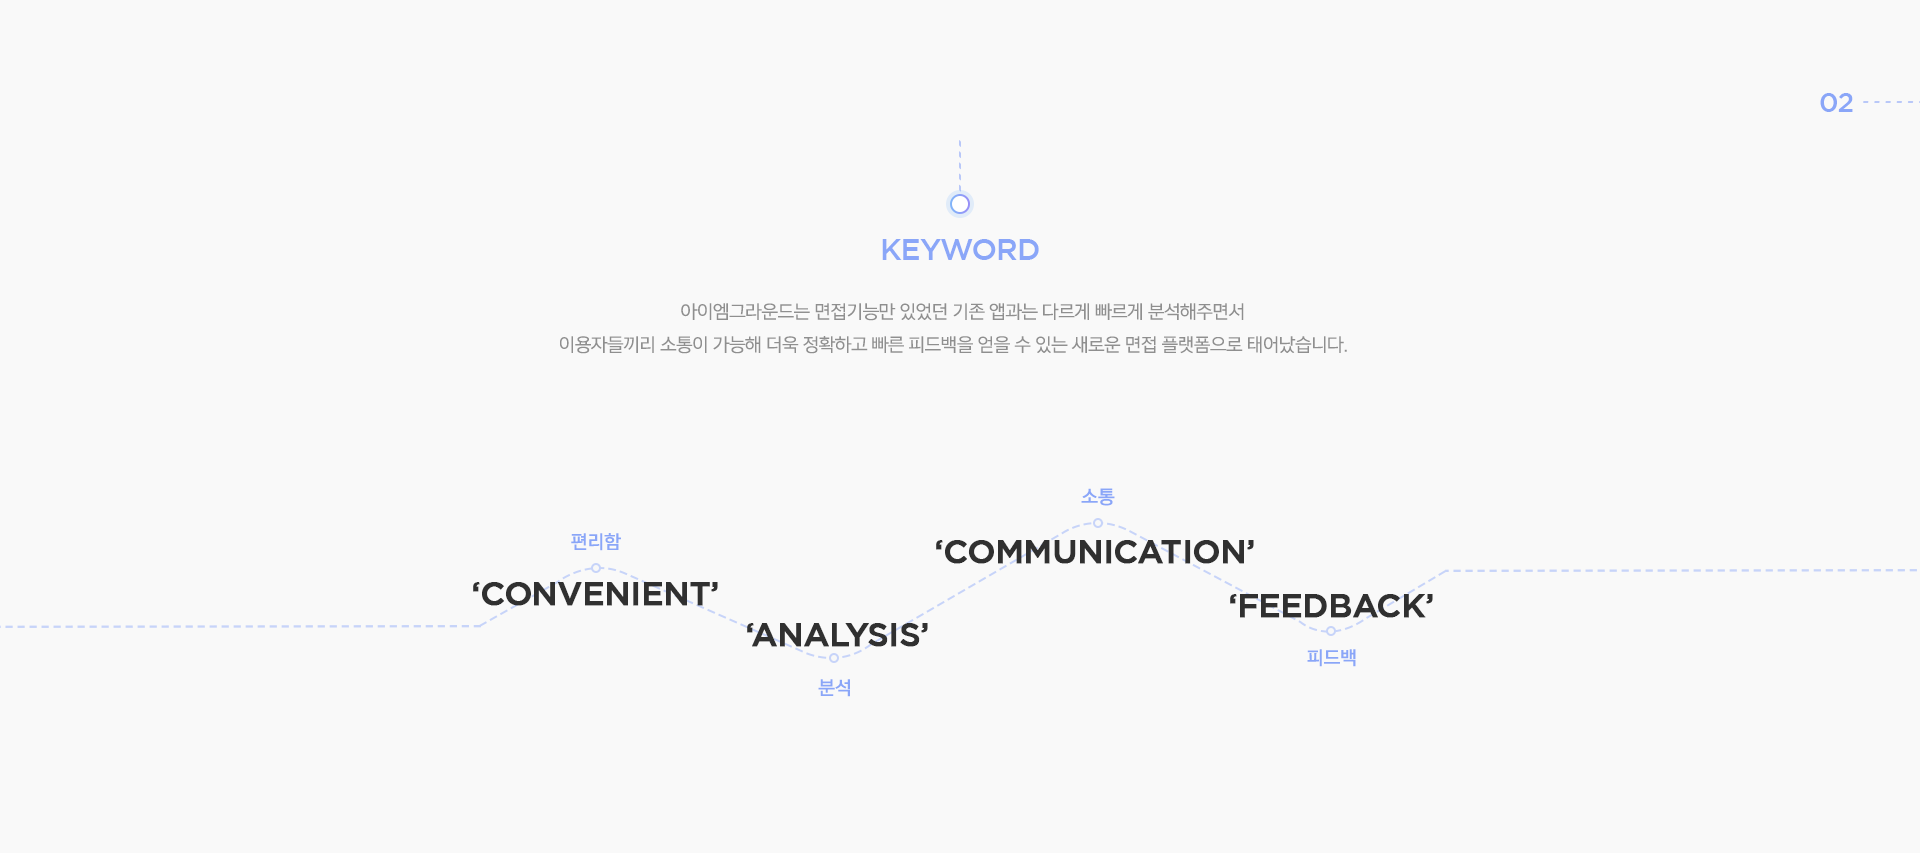 02
KEYWORD
아이엠그라운드는 면접기능만 있었던 기존 앱과는 다르게 빠르게 분석해주면서
이용자들끼리 소통이 가능해 더욱 정확하고 빠른 피드백을 얻을 수 있는 새로운 면접 플랫폼으로 태어났습니다.
편리함
‘CONVENIENT’
‘ANALYSIS’
분석
소통
‘COMMUNICATION’
‘FEEDBACK’
피드백